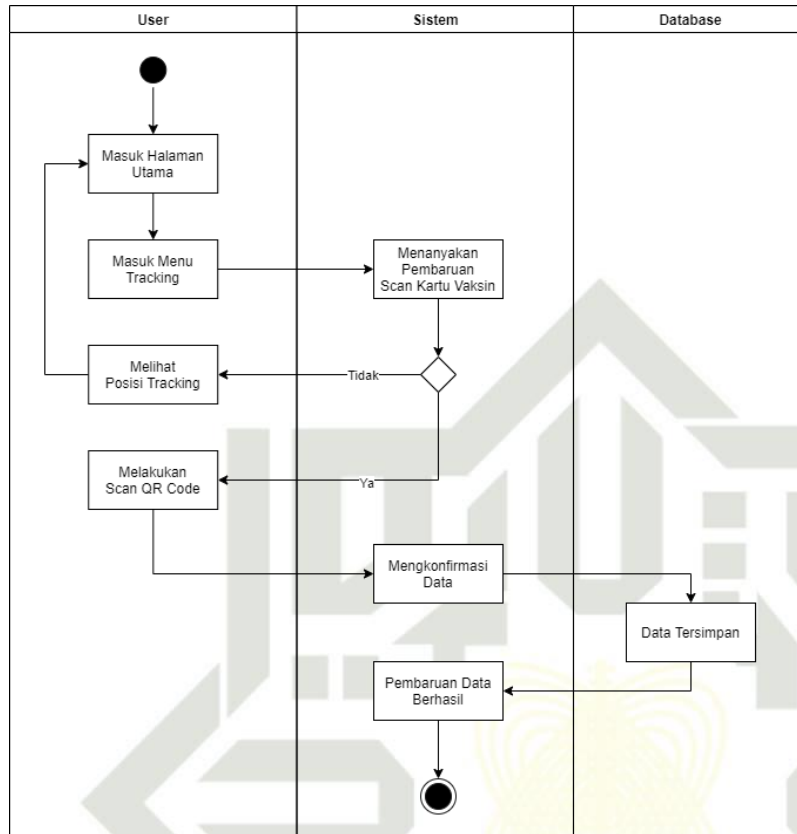 User
Sistem
Database
Masuk Halaman
Utama
Masuk Menu
Tracking
Menanyakan
Pembaruan
Scan Kartu Vaksin
Melihat
Posisi Tracking
Tidak
Melakukan
Scan QR Code
Ya
Mengkonfirmasi
Data
Data Tersimpan
Pembaruan Data
Berhasil